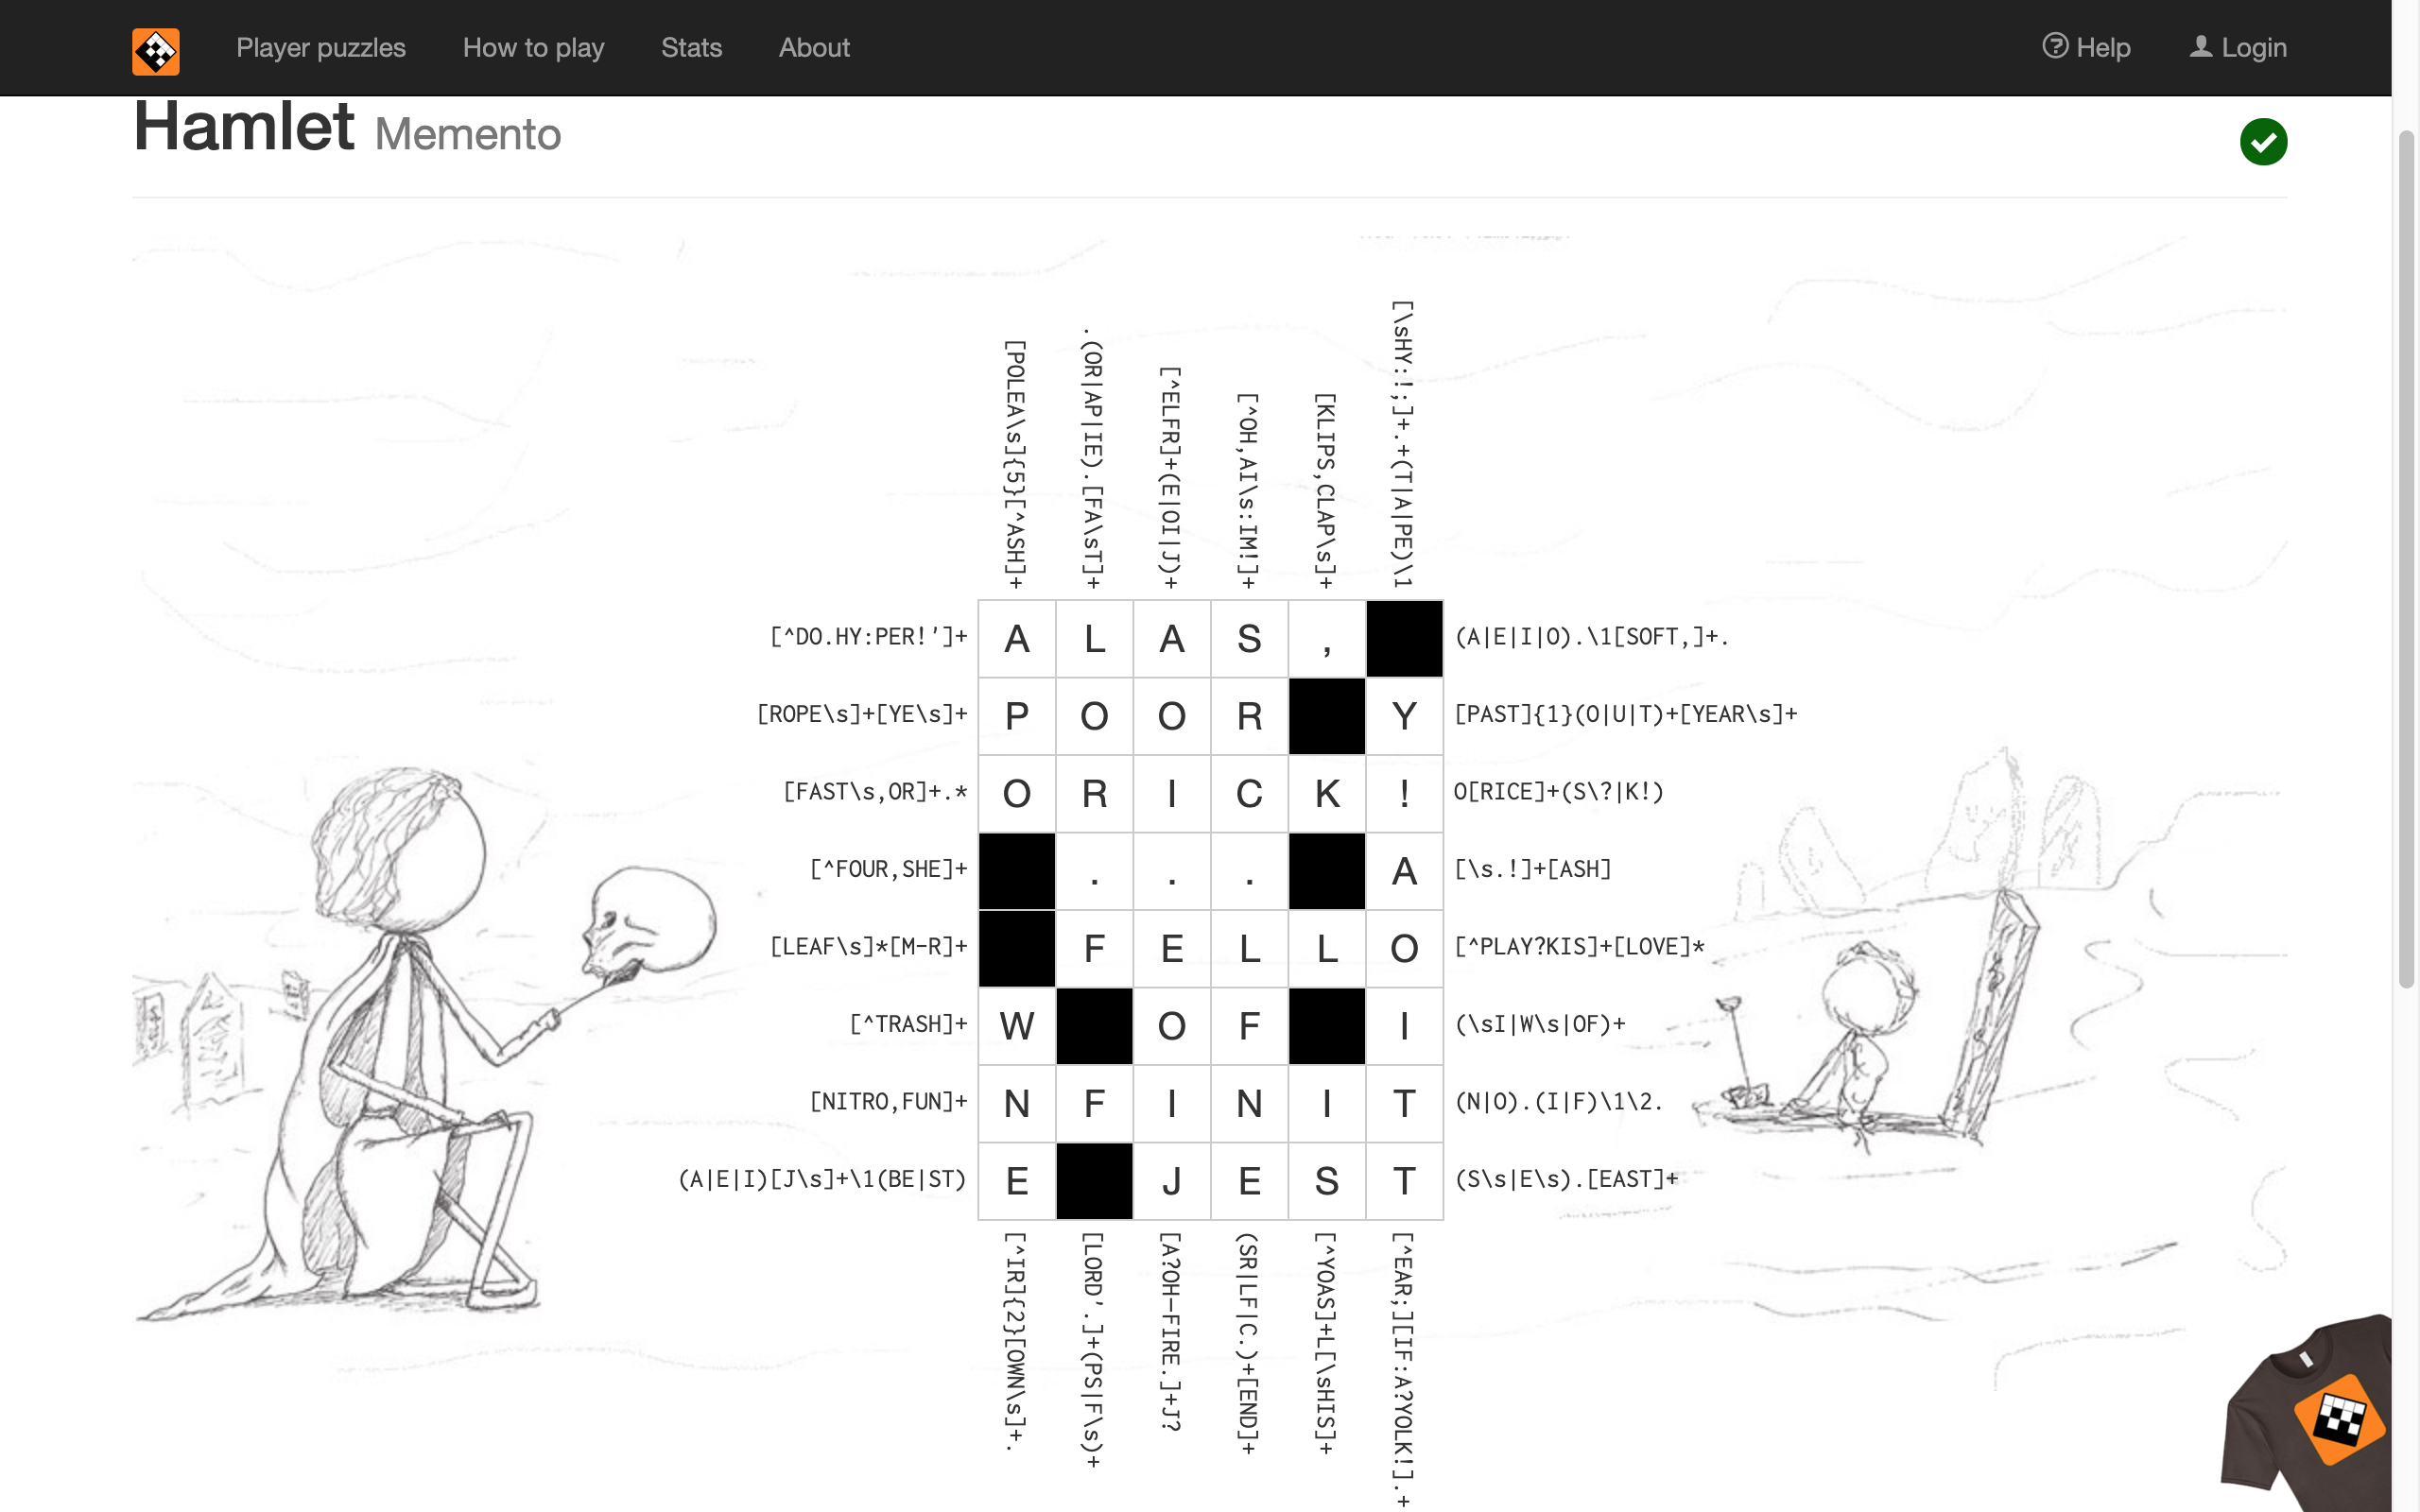 Player puzzles How to play Stats About Help Login
Hamlet Memento
[POLEA\s]{5}[^ASH]+
.(OR|AP|IE).[FA\sT]+
[^ELFR]+(E|OI|J)+
[^OH,AI\s:IM!]+
[KLIPS,CLAP\s]+
[\sHY:!;]+.+(T|A|PE)\1
[^DO.HY:PER!']+ A L A S , (A|E|I|O).\1[SOFT,]+.
[ROPE\s]+[YE\s]+ P O O R Y [PAST]{1}(O|U|T)+[YEAR\s]+
[FAST\s,OR]+.* O R I C K ! O[RICE]+(S\?|K!)
[^FOUR,SHE]+ . . . A [\s.!]+[ASH]
[LEAF\s]*[M-R]+ F E L L O [^PLAY?KIS]+[LOVE]*
[^TRASH]+ W O F I (\sI|W\s|OF)+
[NITRO,FUN]+ N F I N I T (N|O).(I|F)\1\2.
(A|E|I)[J\s]+\1(BE|ST) E J E S T (S\s|E\s).[EAST]+
[^IR]{2}[OWN\s]+.
[LORD'.]+(PS|F\s)+
[A?OH-FIRE.]+J?
(SR|LF|C.)+[END]+
[^YOAS]+L[\sHIS]+
[^EAR;][IF:A?YOLK!].+